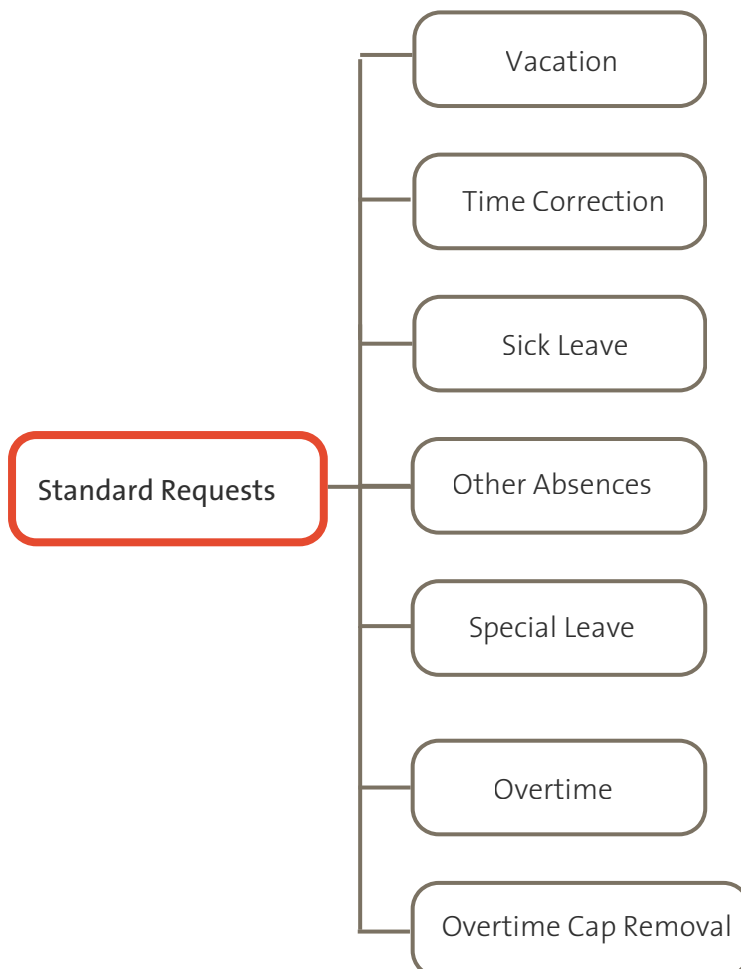 Vacation
Time Correction
Sick Leave
Standard Requests
Other Absences
Special Leave
Overtime
Overtime Cap Removal